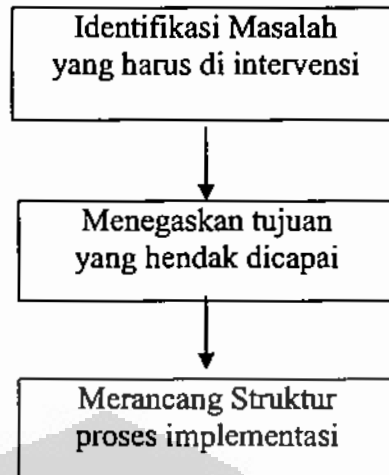 Identifikasi Masalah
yang harus di intervensi
Menegaskan tujuan
yang hendak dicapai
Merancang Struktur
proses implementasi